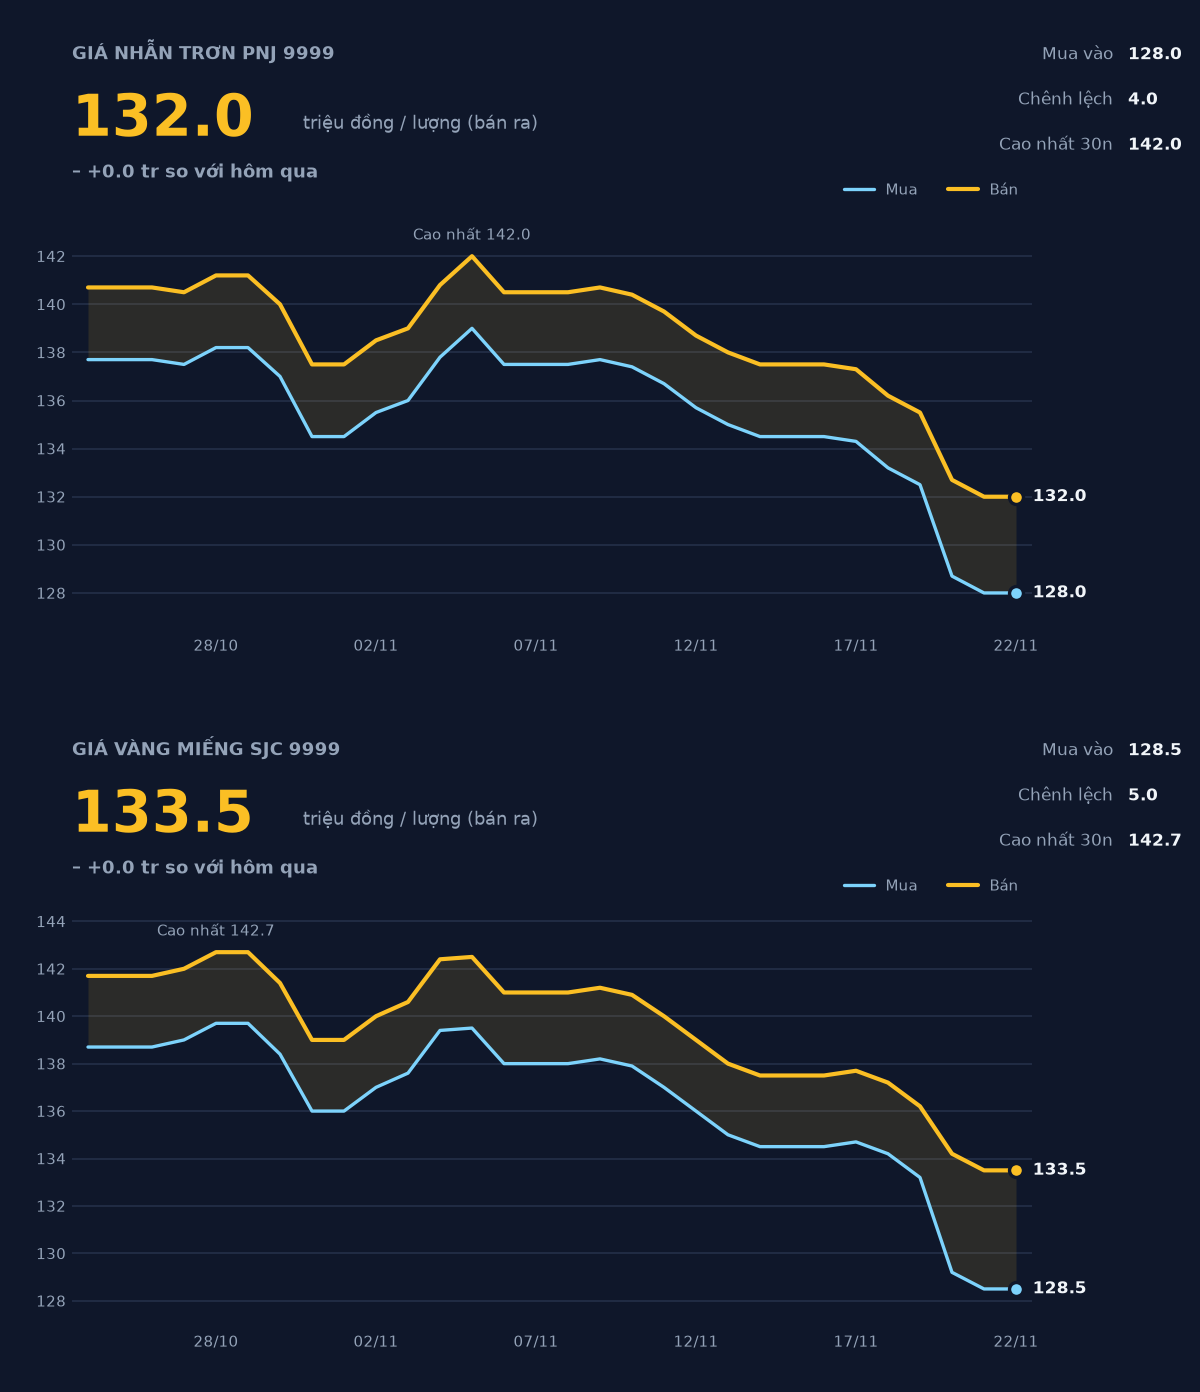 GIÁ NHẪN TRƠN PNJ 9999
132.0 triệu đồng / lượng (bán ra)
– +0.0 tr so với hôm qua
Mua vào 128.0
Chênh lệch 4.0
Cao nhất 30n 142.0
Mua Bán
Cao nhất 142.0
142
140
138
136
134
132
130
128
132.0
128.0
28/10 02/11 07/11 12/11 17/11 22/11
GIÁ VÀNG MIẾNG SJC 9999
133.5 triệu đồng / lượng (bán ra)
– +0.0 tr so với hôm qua
Mua vào 128.5
Chênh lệch 5.0
Cao nhất 30n 142.7
Mua Bán
Cao nhất 142.7
144
142
140
138
136
134
132
130
128
133.5
128.5
28/10 02/11 07/11 12/11 17/11 22/11